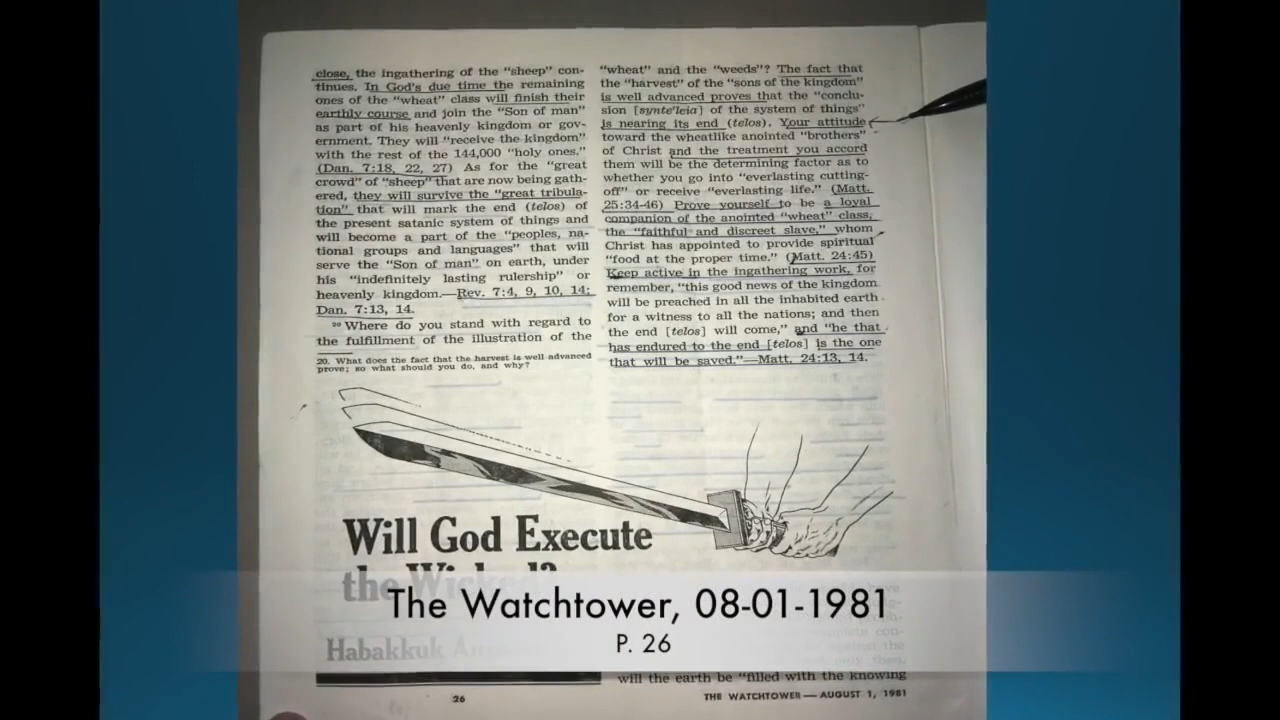 close, the ingathering of the “sheep” con-
tinues. In God's due time the remaining
ones of the “wheat” class will finish their
earthly course and join the “Son of man”
as part of his heavenly kingdom or gov-
ernment. They will “receive the kingdom”
with the rest of the 144,000 “holy ones.”
(Dan. 7:18, 22, 27) As for the “great
crowd” of “sheep” that are now being gath-
ered, they will survive the “great tribula-
tion” that will mark the end (telos) of
the present satanic system of things and
will become a part of the “peoples, na-
tional groups and languages” that will
serve the “Son of man” on earth, under
his “indefinitely lasting rulership” or
heavenly kingdom.—Rev. 7:4, 9, 10, 14;
Dan. 7:13, 14.
20 Where do you stand with regard to
the fulfillment of the illustration of the
20. What does the fact that the harvest is well advanced
prove; so what should you do, and why?
“wheat” and the “weeds”? The fact that
the “harvest” of the “sons of the kingdom”
is well advanced proves that the “conclu-
sion [synte'leia] of the system of things”
is nearing its end (telos). Your attitude
toward the wheatlike anointed “brothers”
of Christ and the treatment you accord
them will be the determining factor as to
whether you go into “everlasting cutting-
off” or receive “everlasting life.” (Matt.
25:34-46) Prove yourself to be a loyal
companion of the anointed “wheat” class,
the “faithful and discreet slave,” whom
Christ has appointed to provide spiritual
“food at the proper time.” (Matt. 24:45)
Keep active in the ingathering work, for
remember, “this good news of the kingdom
will be preached in all the inhabited earth
for a witness to all the nations; and then
the end [telos] will come,” and “he that
has endured to the end [telos] is the one
that will be saved.”—Matt. 24:13, 14.
Will God Execute
the Wicked?
Habakkuk
The Watchtower, 08-01-1981
P. 26
will the earth be “filled with the knowing
26
THE WATCHTOWER—AUGUST 1, 1981